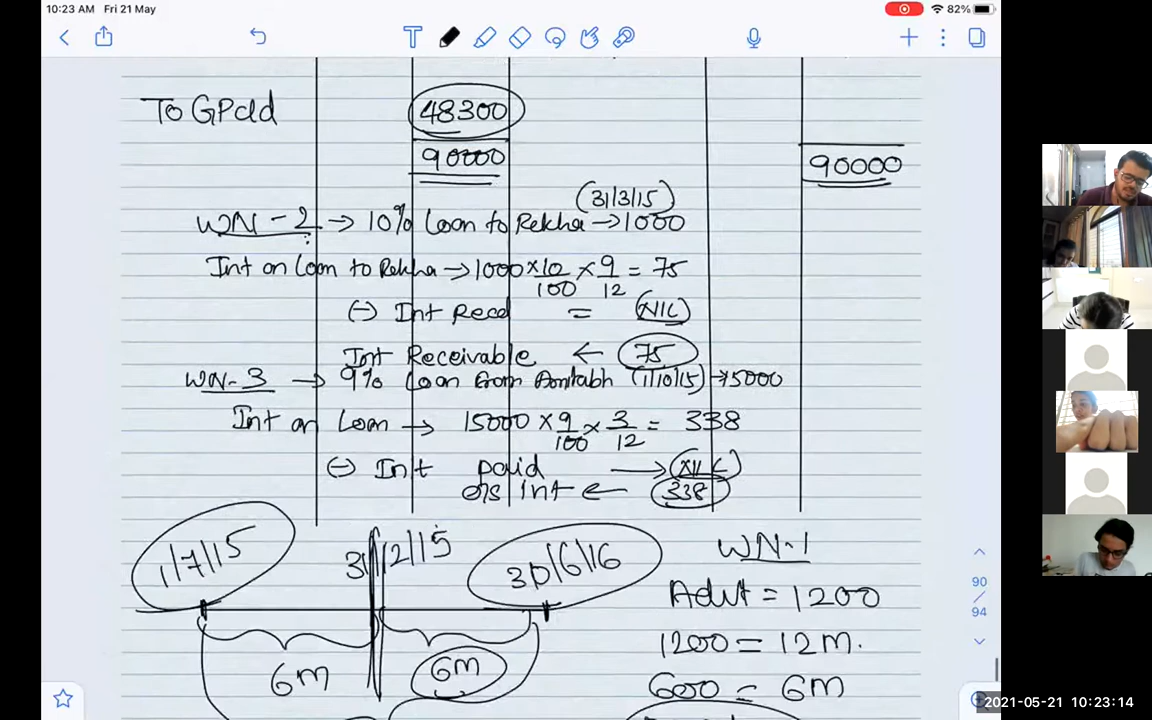 10:23 AM Fri 21 May
82%
To GP c/d 48300
90000 90000
(31/3/15)
WN-2 → 10% Loan to Rekha → 1000
Int on Loan to Rekha → 1000 × 10/100 × 9/12 = 75
(-) Int Recd = (NIL)
Int Receivable ← 75
WN-3 → 9% Loan from Amitabh (1/10/15) → 15000
Int on Loan → 15000 × 9/100 × 3/12 = 338
(-) Int paid → (NIL)
o/s Int ← 338
1/7/15 31/12/15 30/6/16 WN-1
Advt = 1200
1200 = 12M.
6m 6m 600 = 6M
90
/
94
2021-05-21 10:23:14